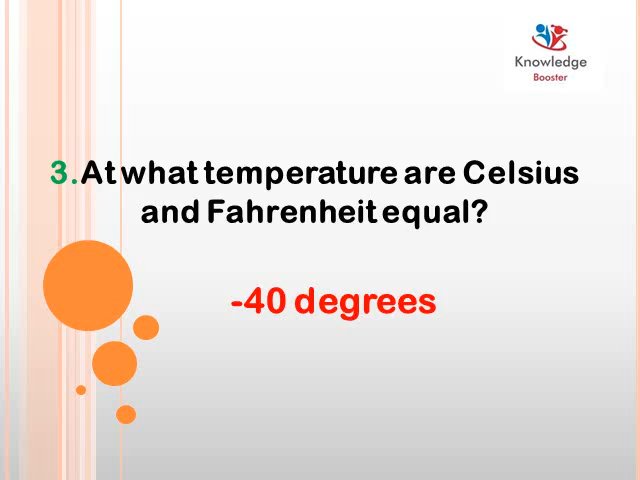 Knowledge
Booster
3.At what temperature are Celsius
and Fahrenheit equal?
-40 degrees